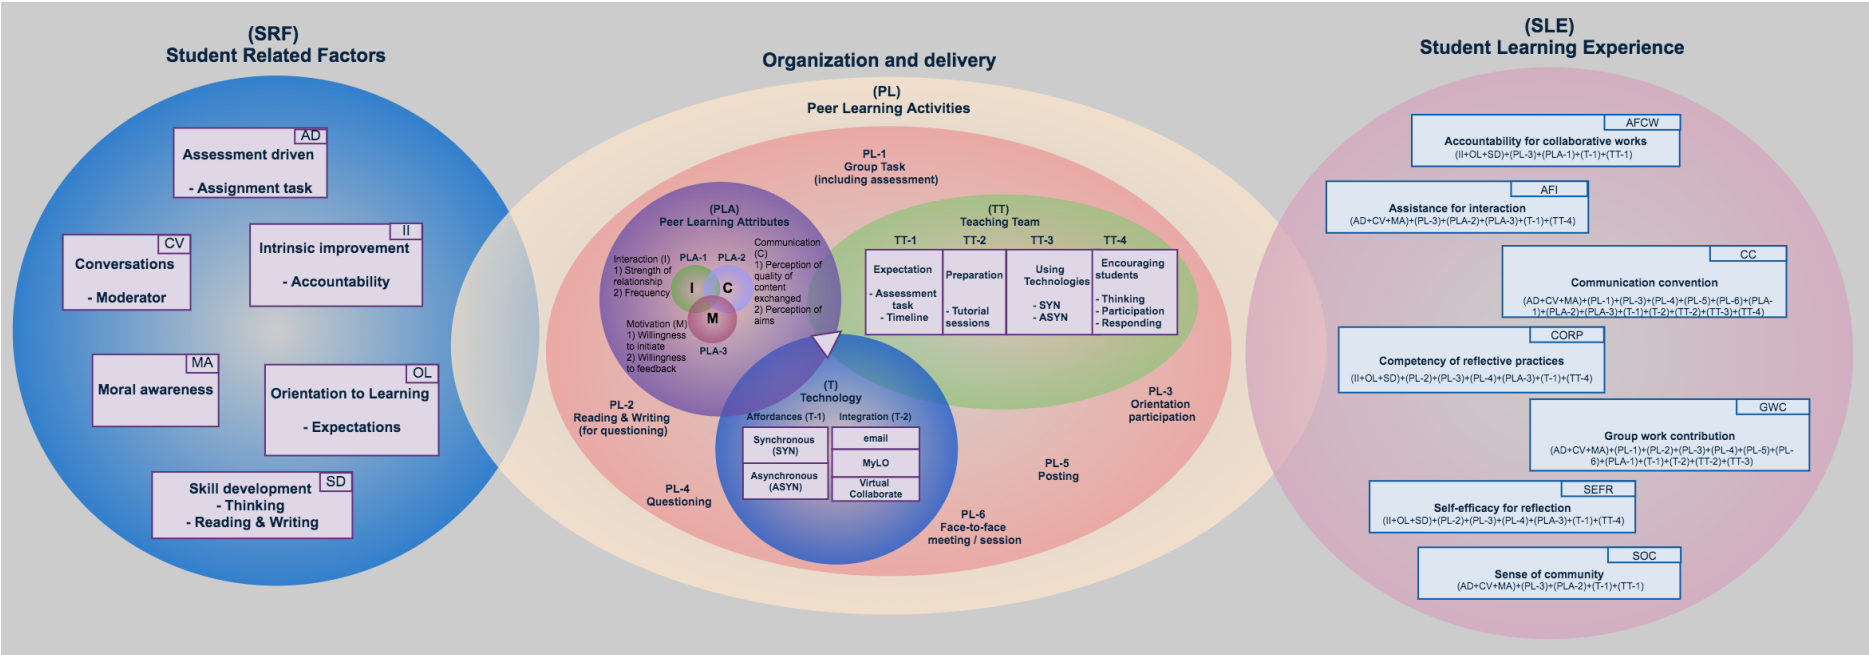 (SRF)
Student Related Factors
AD
Assessment driven
- Assignment task
CV
Conversations
- Moderator
II
Intrinsic improvement
- Accountability
MA
Moral awareness
OL
Orientation to Learning
- Expectations
SD
Skill development
- Thinking
- Reading & Writing
Organization and delivery
(PL)
Peer Learning Activities
PL-1
Group Task
(including assessment)
(PLA)
Peer Learning Attributes
Interaction (I)
1) Strength of
relationship
2) Frequency
PLA-1
PLA-2
Communication
(C)
1) Perception of
quality of
content
exchanged
2) Perception of
aims
I
C
M
Motivation (M)
1) Willingness
to initiate
2) Willingness
to feedback
PLA-3
(TT)
Teaching Team
TT-1
TT-2
TT-3
TT-4
Expectation
- Assessment
task
- Timeline
Preparation
- Tutorial
sessions
Using
Technologies
- SYN
- ASYN
Encouraging
students
- Thinking
- Participation
- Responding
(T)
Technology
Affordances (T-1)
Integration (T-2)
Synchronous
(SYN)
Asynchronous
(ASYN)
email
MyLO
Virtual
Collaborate
PL-2
Reading & Writing
(for questioning)
PL-3
Orientation
participation
PL-4
Questioning
PL-5
Posting
PL-6
Face-to-face
meeting / session
(SLE)
Student Learning Experience
AFCW
Accountability for collaborative works
(II+OL+SD)+(PL-3)+(PLA-1)+(T-1)+(TT-1)
AFI
Assistance for interaction
(AD+CV+MA)+(PL-3)+(PLA-2)+(PLA-3)+(T-1)+(TT-4)
CC
Communication convention
(AD+CV+MA)+(PL-1)+(PL-3)+(PL-4)+(PL-5)+(PL-6)+(PLA-
1)+(PLA-2)+(PLA-3)+(T-1)+(T-2)+(TT-2)+(TT-3)+(TT-4)
CORP
Competency of reflective practices
(II+OL+SD)+(PL-2)+(PL-3)+(PL-4)+(PLA-3)+(T-1)+(TT-4)
GWC
Group work contribution
(AD+CV+MA)+(PL-1)+(PL-2)+(PL-3)+(PL-4)+(PL-5)+(PL-
6)+(PLA-1)+(T-1)+(T-2)+(TT-2)+(TT-3)
SEFR
Self-efficacy for reflection
(II+OL+SD)+(PL-2)+(PL-3)+(PL-4)+(PLA-3)+(T-1)+(TT-4)
SOC
Sense of community
(AD+CV+MA)+(PL-3)+(PLA-2)+(T-1)+(TT-1)